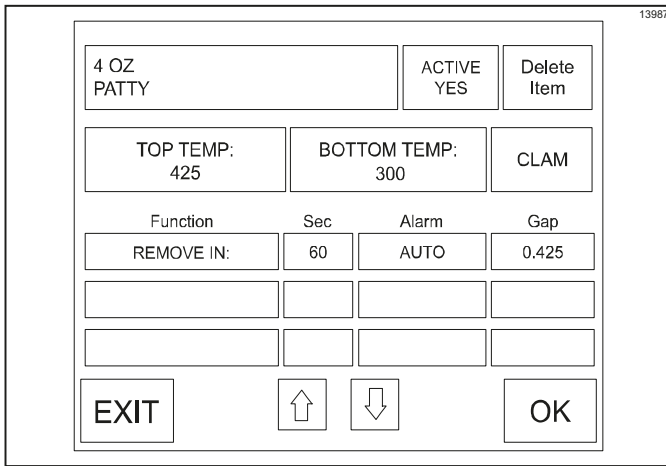 13987
4 OZ
PATTY
ACTIVE
YES
Delete
Item
TOP TEMP:
425
BOTTOM TEMP:
300
CLAM
Function Sec Alarm Gap
REMOVE IN: 60 AUTO 0.425
EXIT OK